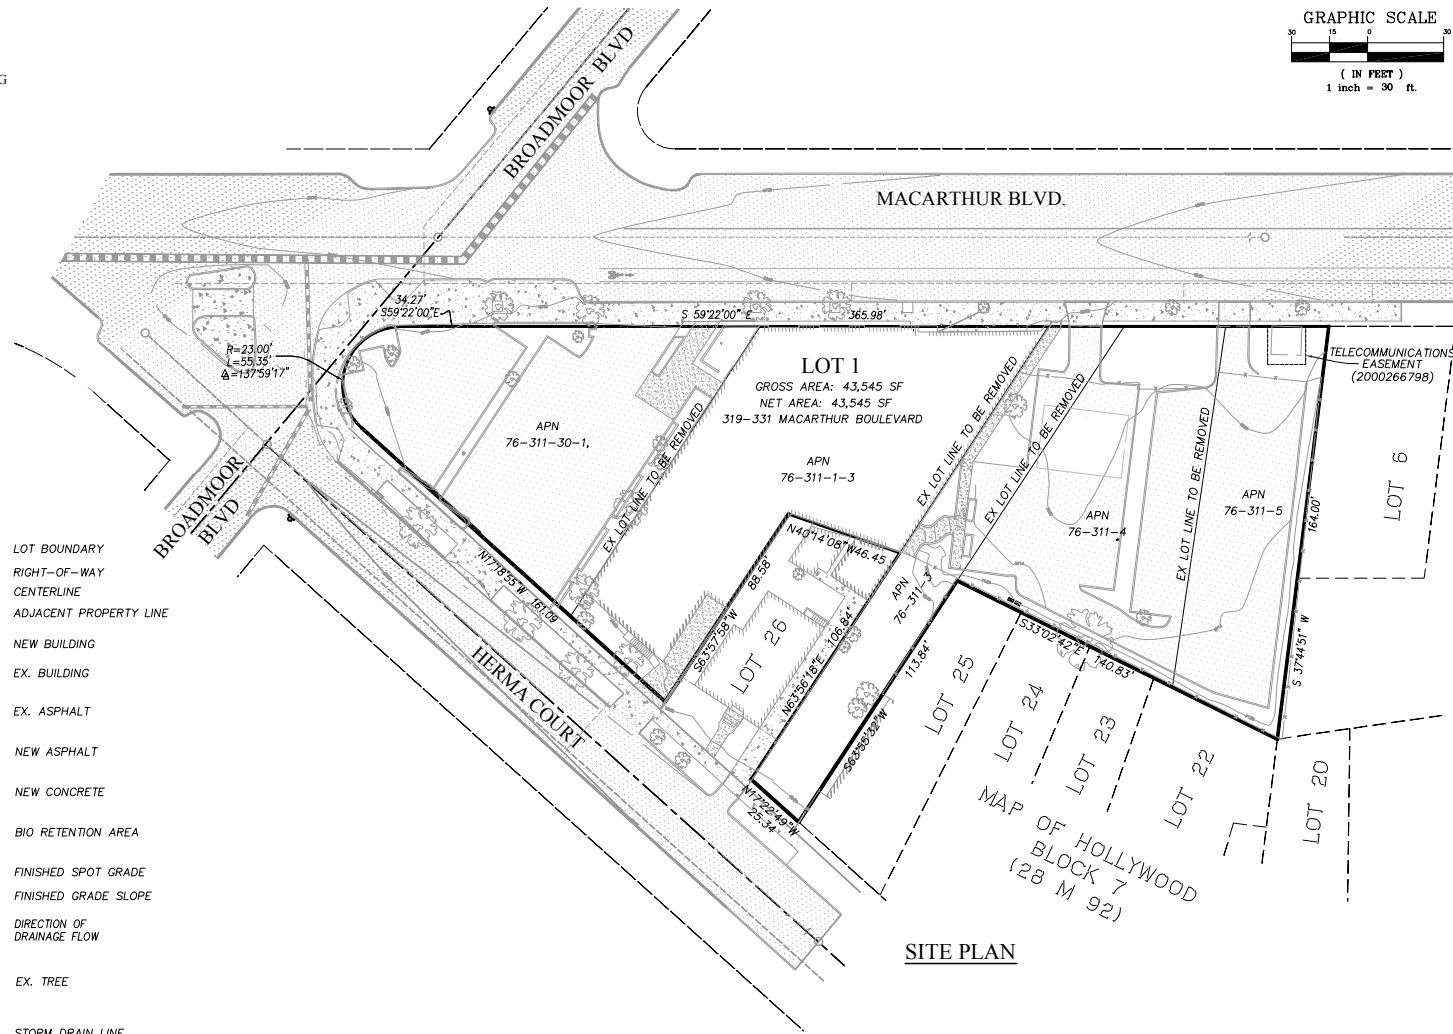 GRAPHIC SCALE
30 15 0 30
( IN FEET )
1 inch = 30 ft.
G
BROADMOOR BLVD
MACARTHUR BLVD.
34.27'
S59°22'00"E
S 59°22'00" E
365.98'
R=23.00'
L=55.35'
Δ=137°59'17"
LOT 1
GROSS AREA: 43,545 SF
NET AREA: 43,545 SF
319-331 MACARTHUR BOULEVARD
TELECOMMUNICATIONS
EASEMENT
(2000266798)
APN
76-311-30-1,
EX LOT LINE TO BE REMOVED
APN
76-311-1-3
EX LOT LINE TO BE REMOVED
EX LOT LINE TO BE REMOVED
EX LOT LINE TO BE REMOVED
APN
76-311-4
APN
76-311-5
164.00'
S 37°44'51" W
LOT 6
BROADMOOR
BLVD
N17°18'55"W 161.09
HERMA COURT
N40°14'08"W46.45
88.58'
S63°57'58"W
LOT 26
N63°56'18"E 106.84'
APN
76-311-3
113.84'
S63°55'32"W
S33°02'42"E
140.83'
N17°22'49"W
25.34'
LOT 25
LOT 24
LOT 23
LOT 22
LOT 20
MAP OF HOLLYWOOD
BLOCK 7
(28 M 92)
SITE PLAN
LOT BOUNDARY
RIGHT-OF-WAY
CENTERLINE
ADJACENT PROPERTY LINE
NEW BUILDING
EX. BUILDING
EX. ASPHALT
NEW ASPHALT
NEW CONCRETE
BIO RETENTION AREA
FINISHED SPOT GRADE
FINISHED GRADE SLOPE
DIRECTION OF
DRAINAGE FLOW
EX. TREE
STORM DRAIN LINE